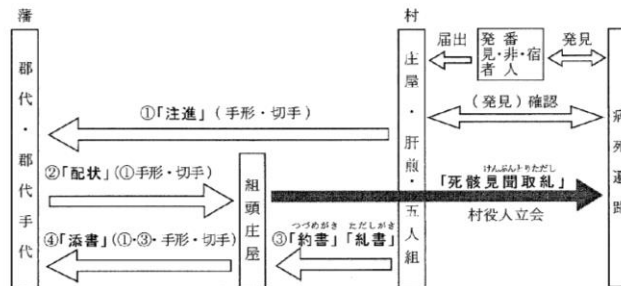 藩
郡代・郡代手代
村
庄屋・肝煎・五人組
届出
発見者
番・非人・宿
発見
(発見)確認
病死遍路
①「注進」(手形・切手)
②「配状」(①手形・切手)
組頭庄屋
けんぶんとりただし
「死骸見聞取糺」
村役人立会
④「添書」(①・③・手形・切手)
つづめがき ただしがき
③「約書」「糺書」